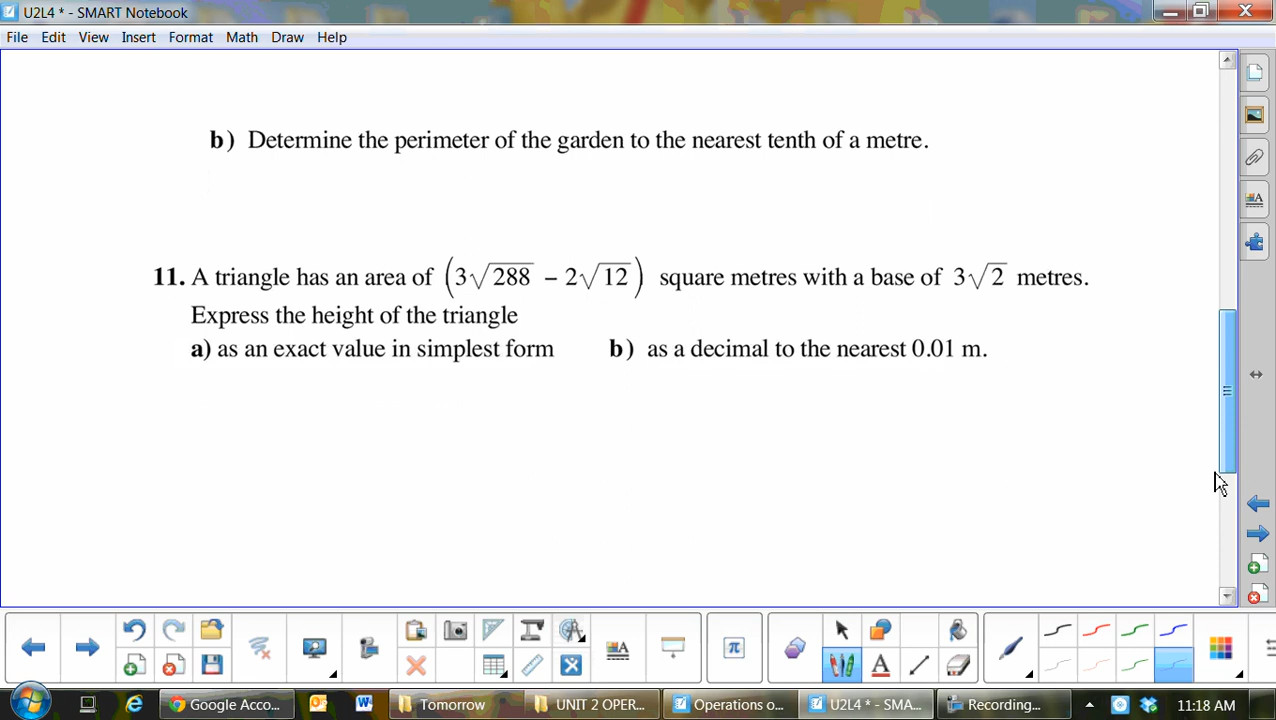 U2L4 * - SMART Notebook
File Edit View Insert Format Math Draw Help
b) Determine the perimeter of the garden to the nearest tenth of a metre.
11. A triangle has an area of (3√288 − 2√12) square metres with a base of 3√2 metres.
Express the height of the triangle
a) as an exact value in simplest form b) as a decimal to the nearest 0.01 m.
Google Acco... Tomorrow UNIT 2 OPER... Operations o... U2L4 * - SMA... Recording... 11:18 AM